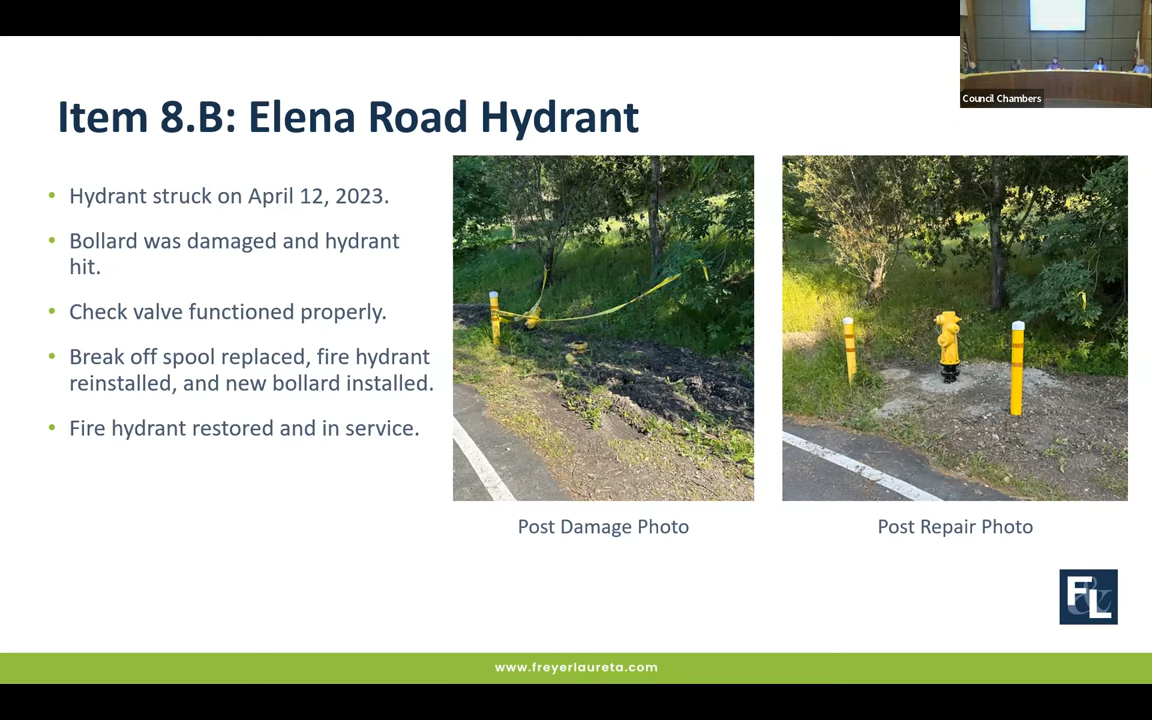 Council Chambers
Item 8.B: Elena Road Hydrant
• Hydrant struck on April 12, 2023.
• Bollard was damaged and hydrant
hit.
• Check valve functioned properly.
• Break off spool replaced, fire hydrant
reinstalled, and new bollard installed.
• Fire hydrant restored and in service.
Post Damage Photo
Post Repair Photo
F&L
www.freyerlaureta.com